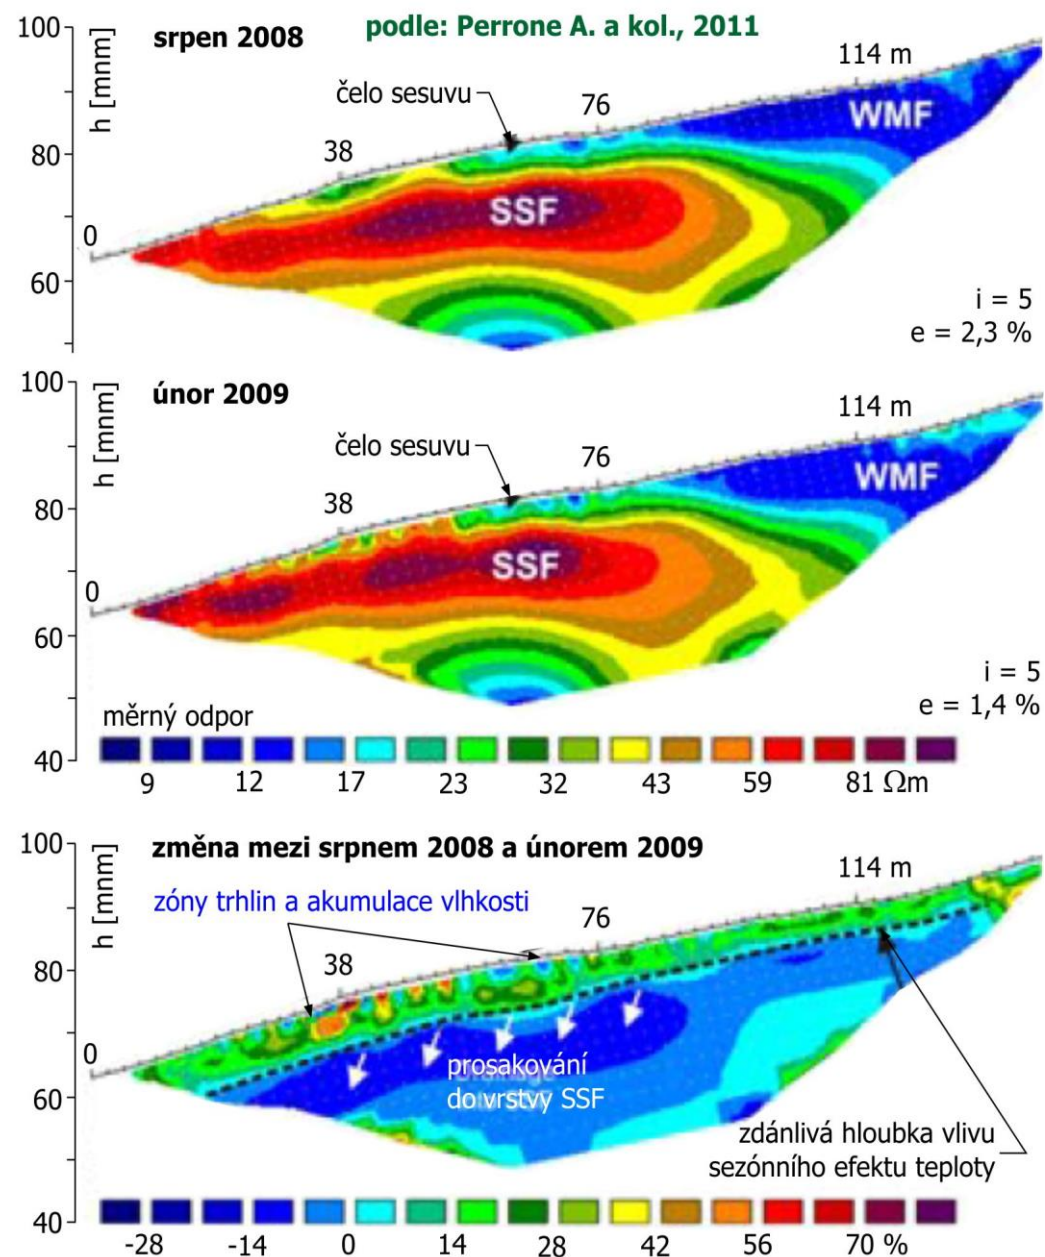 podle: Perrone A. a kol., 2011
srpen 2008
h [mnm]
100
80
60
čelo sesuvu
0
38
76
114 m
WMF
SSF
i = 5
e = 2,3 %
únor 2009
h [mnm]
100
80
60
40
čelo sesuvu
0
38
76
114 m
WMF
SSF
i = 5
e = 1,4 %
měrný odpor
9 12 17 23 32 43 59 81 Ωm
změna mezi srpnem 2008 a únorem 2009
h [mnm]
100
80
60
40
zóny trhlin a akumulace vlhkosti
0
38
76
114 m
prosakování
do vrstvy SSF
zdánlivá hloubka vlivu
sezónního efektu teploty
-28 -14 0 14 28 42 56 70 %